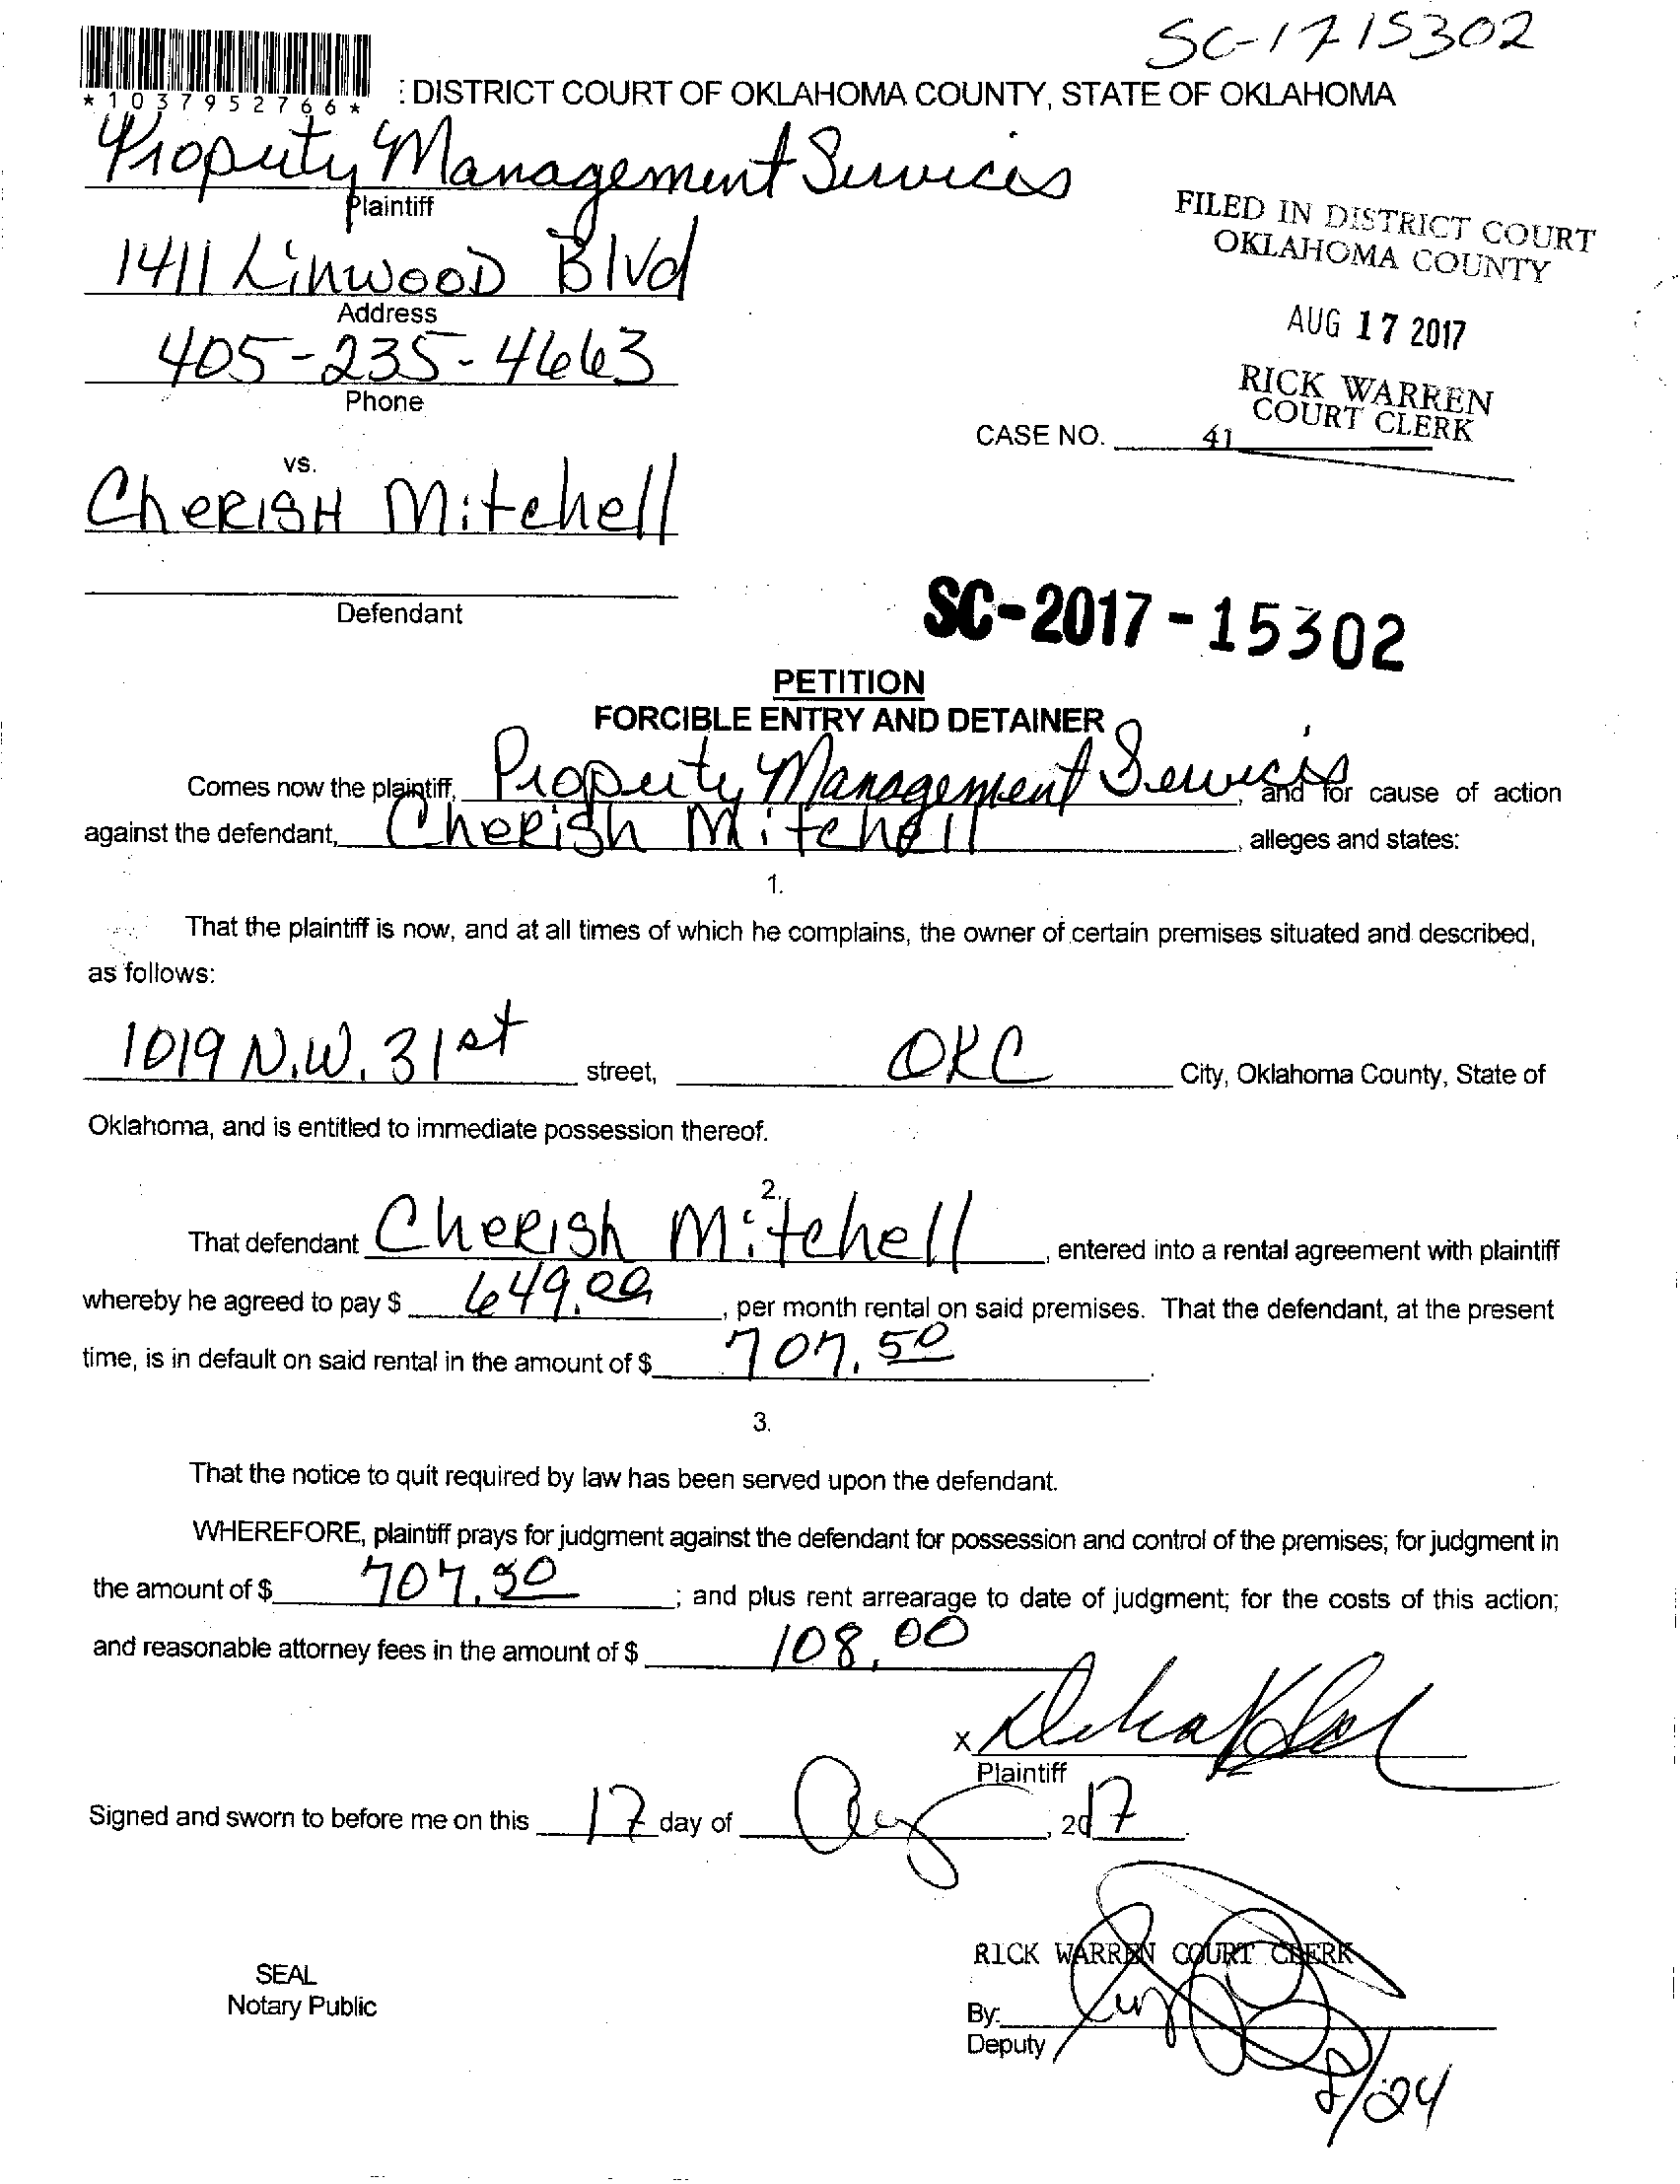 SC-17 15302
*1037952766*
: DISTRICT COURT OF OKLAHOMA COUNTY, STATE OF OKLAHOMA
Property Management Services
Plaintiff
1411 LinwooD Blvd
Address
405-235-4663
Phone
FILED IN DISTRICT COURT
OKLAHOMA COUNTY
AUG 17 2017
RICK WARREN
COURT CLERK
CASE NO. 41
vs.
CheRISH Mitchell
Defendant
SC-2017-15302
PETITION
FORCIBLE ENTRY AND DETAINER
Comes now the plaintiff, Property Management Services, and for cause of action
against the defendant, CheRish Mitchell, alleges and states:
1.
That the plaintiff is now, and at all times of which he complains, the owner of certain premises situated and described,
as follows:
1019 N.W. 31st street, OKC City, Oklahoma County, State of
Oklahoma, and is entitled to immediate possession thereof.
2.
That defendant CheRIsh Mitchell, entered into a rental agreement with plaintiff
whereby he agreed to pay $ 649.00, per month rental on said premises. That the defendant, at the present
time, is in default on said rental in the amount of $ 707.50.
3.
That the notice to quit required by law has been served upon the defendant.
WHEREFORE, plaintiff prays for judgment against the defendant for possession and control of the premises; for judgment in
the amount of $ 707.50; and plus rent arrearage to date of judgment; for the costs of this action;
and reasonable attorney fees in the amount of $ 108.00
x
Plaintiff
Signed and sworn to before me on this 17 day of Aug, 2017.
RICK WARREN COURT CLERK
SEAL
Notary Public
By:
Deputy
8/24